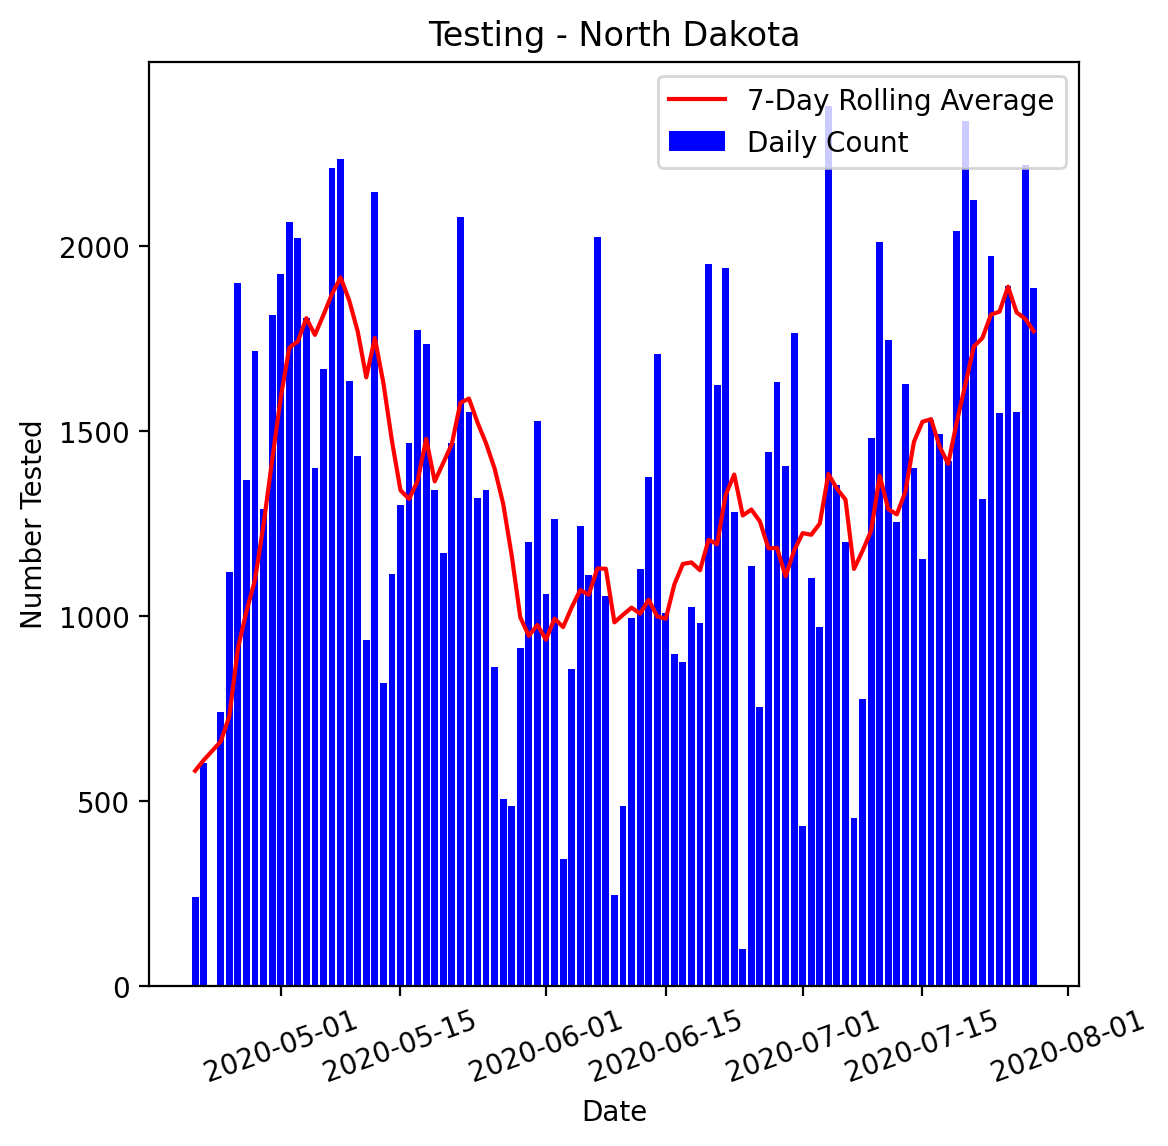 Testing - North Dakota
7-Day Rolling Average
Daily Count
Number Tested
2000
1500
1000
500
0
2020-05-01
2020-05-15
2020-06-01
2020-06-15
2020-07-01
2020-07-15
2020-08-01
Date